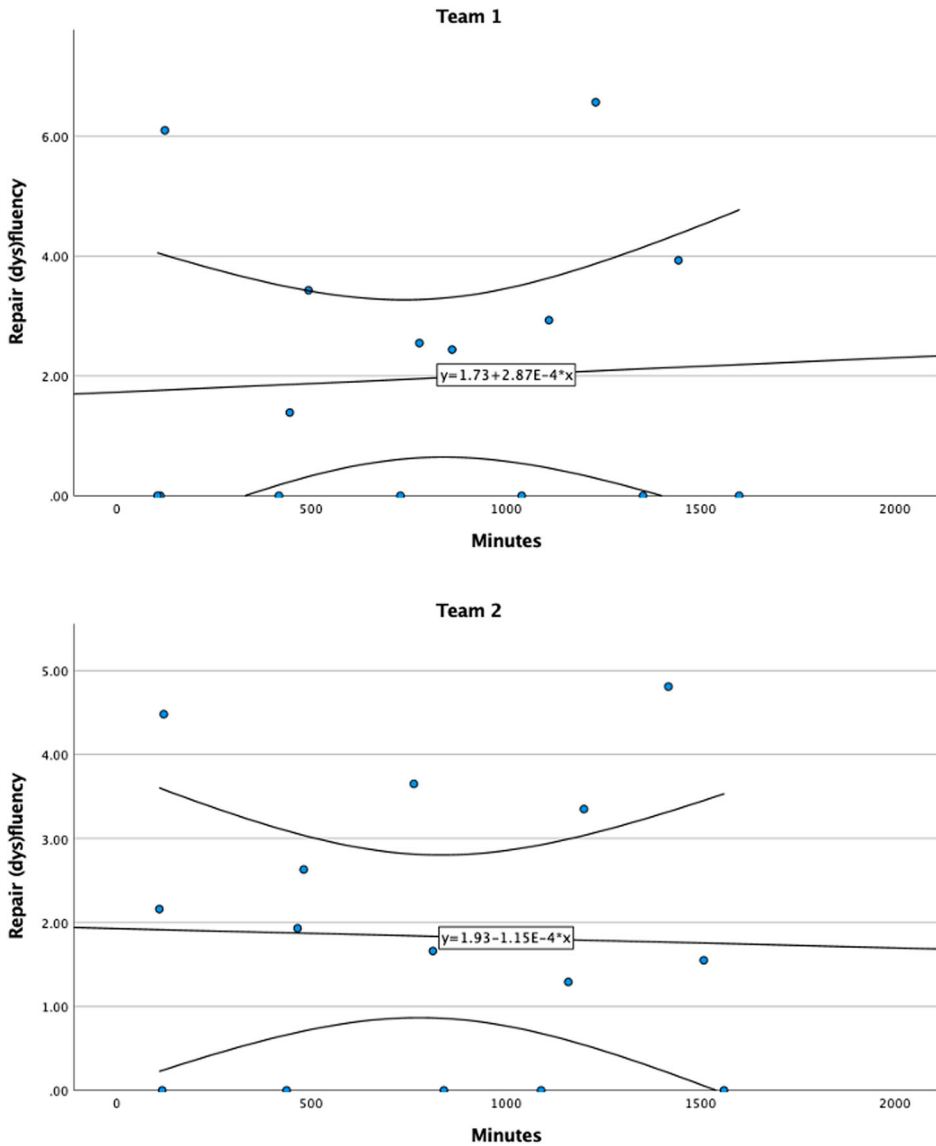 Team 1
Repair (dys)fluency
6.00
4.00
2.00
.00
y=1.73+2.87E-4*x
0 500 1000 1500 2000
Minutes
Team 2
Repair (dys)fluency
5.00
4.00
3.00
2.00
1.00
.00
y=1.93-1.15E-4*x
0 500 1000 1500 2000
Minutes